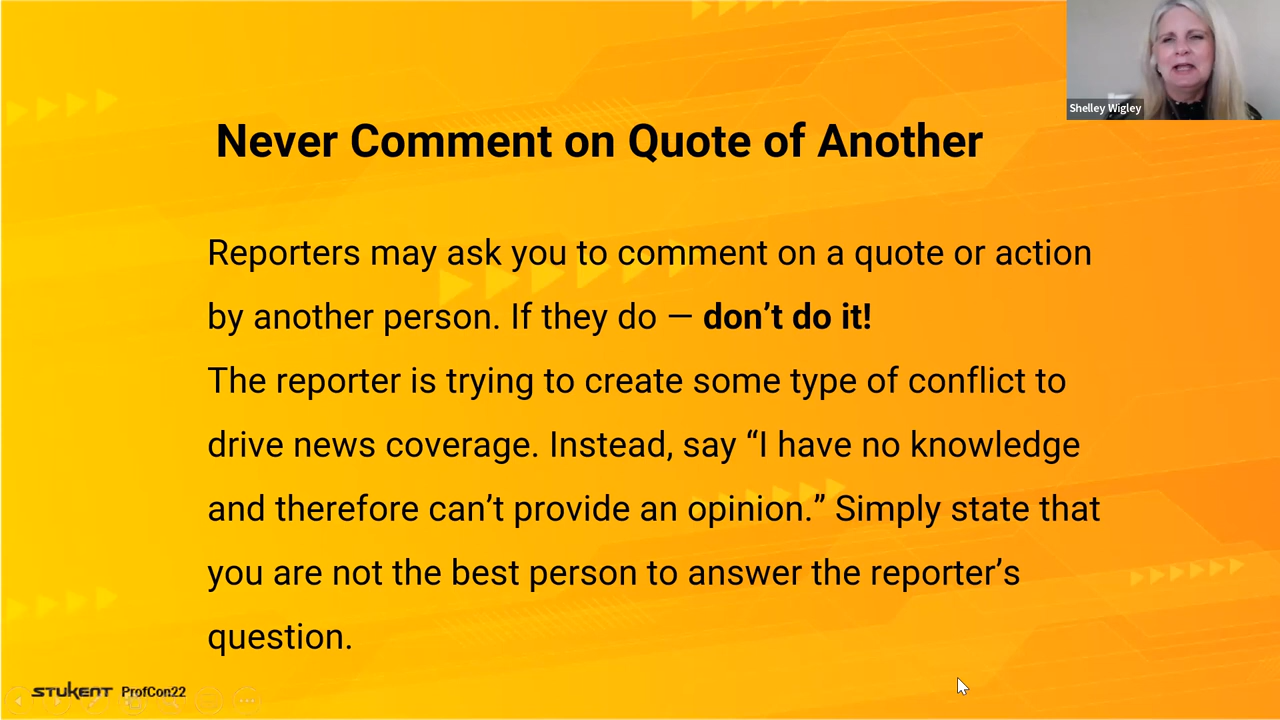 Shelley Wigley
Never Comment on Quote of Another
Reporters may ask you to comment on a quote or action
by another person. If they do — don’t do it!
The reporter is trying to create some type of conflict to
drive news coverage. Instead, say “I have no knowledge
and therefore can’t provide an opinion.” Simply state that
you are not the best person to answer the reporter’s
question.
STUKENT ProfCon22